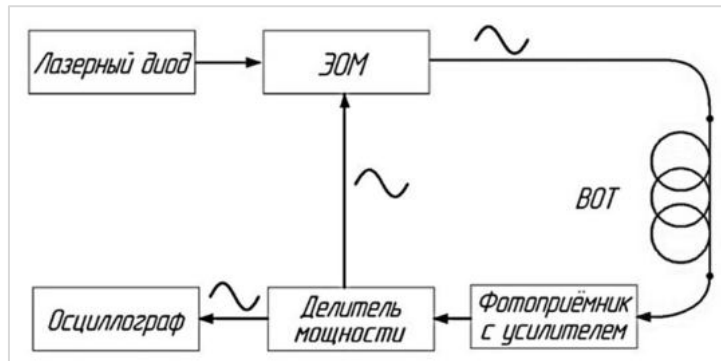 Лазерный диод
ЭОМ
ВОТ
Осциллограф
Делитель
мощности
Фотоприёмник
с усилителем